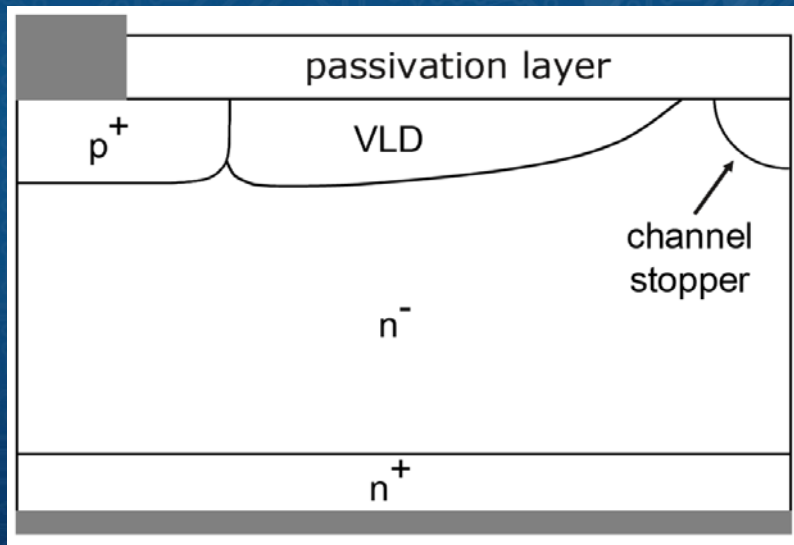 passivation layer
p+
VLD
channel
stopper
n-
n+